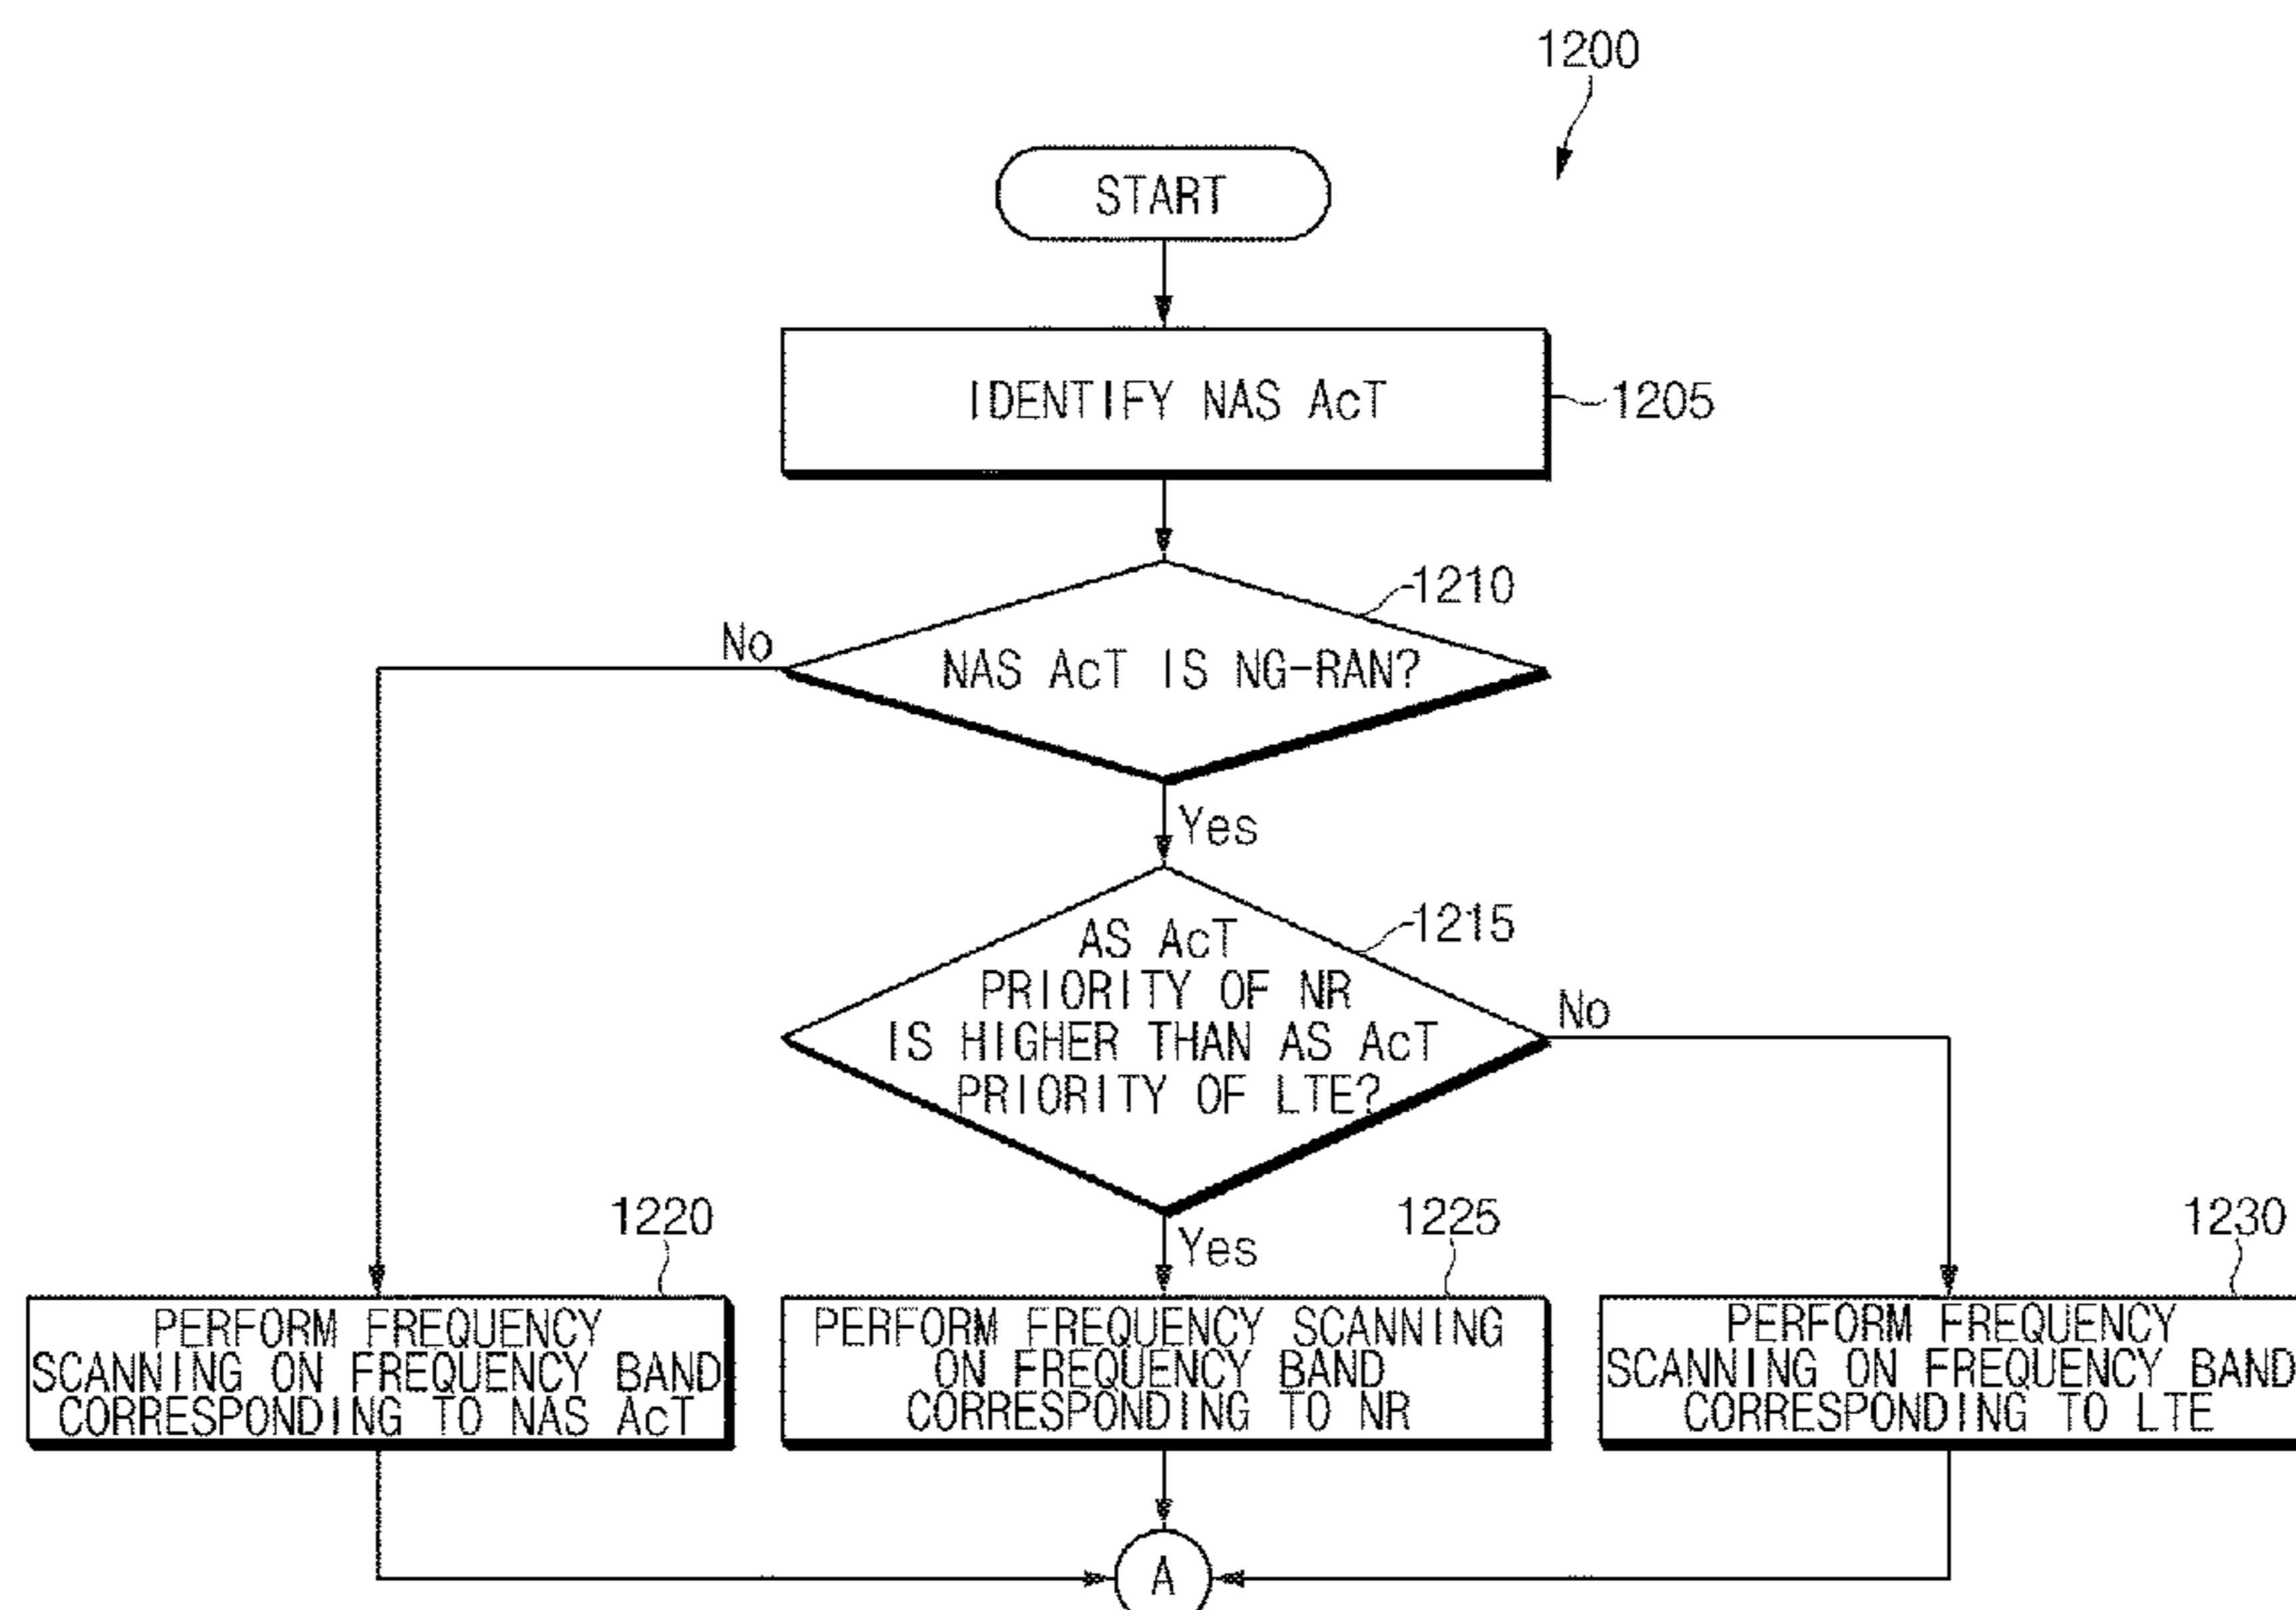 1200
START
IDENTIFY NAS AcT
1205
1210
No
NAS AcT IS NG-RAN?
Yes
1215
AS AcT
PRIORITY OF NR
IS HIGHER THAN AS AcT
PRIORITY OF LTE?
No
Yes
1220
PERFORM FREQUENCY
SCANNING ON FREQUENCY BAND
CORRESPONDING TO NAS AcT
1225
PERFORM FREQUENCY SCANNING
ON FREQUENCY BAND
CORRESPONDING TO NR
1230
PERFORM FREQUENCY
SCANNING ON FREQUENCY BAND
CORRESPONDING TO LTE
A